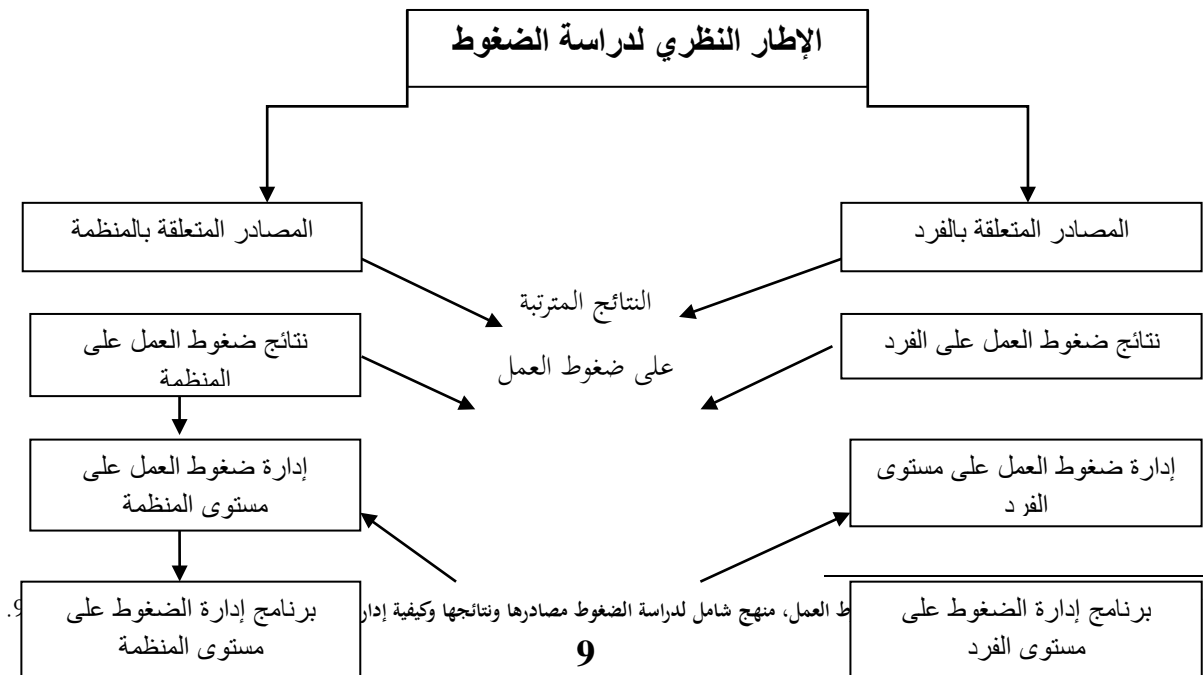 الإطار النظري لدراسة الضغوط
المصادر المتعلقة بالفرد
المصادر المتعلقة بالمنظمة
النتائج المترتبة
على ضغوط العمل
نتائج ضغوط العمل على الفرد
نتائج ضغوط العمل على
المنظمة
إدارة ضغوط العمل على مستوى
الفرد
إدارة ضغوط العمل على
مستوى المنظمة
برنامج إدارة الضغوط على
مستوى الفرد
العمل، منهج شامل لدراسة الضغوط مصادرها ونتائجها وكيفية
برنامج إدارة الضغوط على
مستوى المنظمة
9